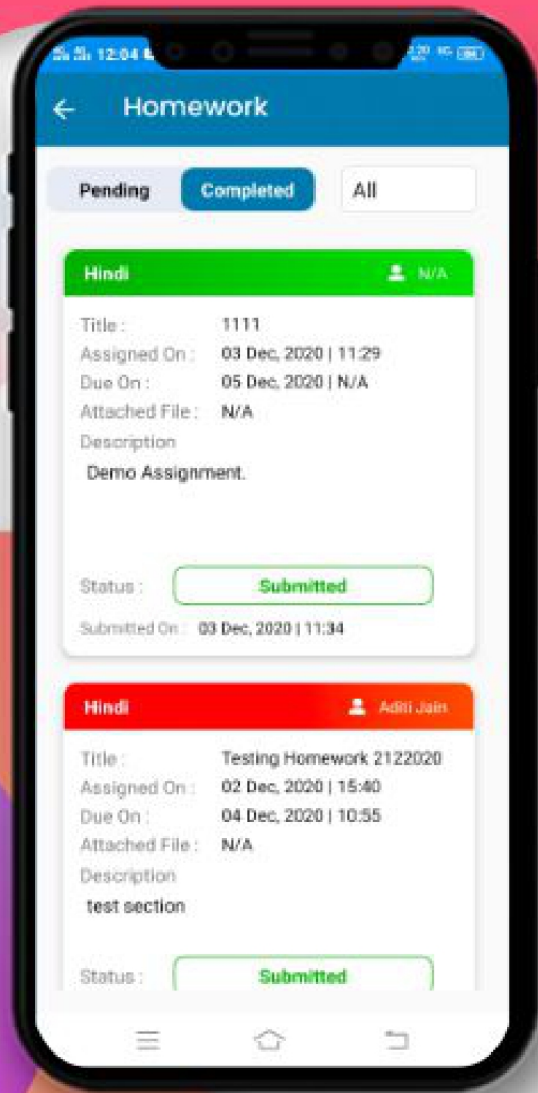 12:04
Homework
Pending Completed All
Hindi N/A
Title : 1111
Assigned On : 03 Dec, 2020 | 11:29
Due On : 05 Dec, 2020 | N/A
Attached File : N/A
Description
Demo Assignment.
Status : Submitted
Submitted On : 03 Dec, 2020 | 11:34
Hindi Aditi Jain
Title : Testing Homework 2122020
Assigned On : 02 Dec, 2020 | 15:40
Due On : 04 Dec, 2020 | 10:55
Attached File : N/A
Description
test section
Status : Submitted